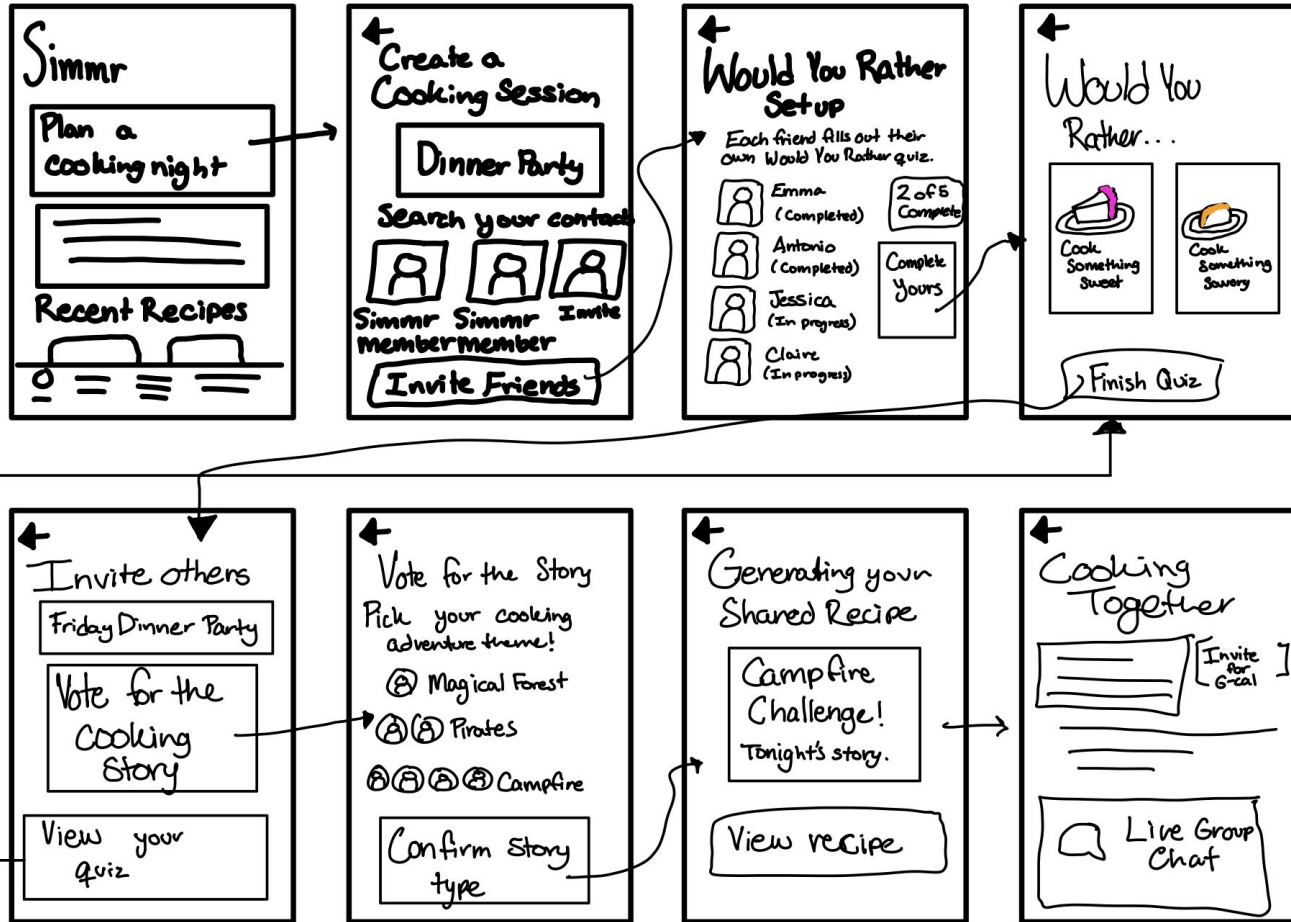 Simmr
Plan a
cooking night
Recent Recipes
Create a
Cooking Session
Dinner Party
Search your contacts
Simmr
member
Simmr
member
Invite
Invite Friends
Would You Rather
Setup
Each friend fills out their
own Would You Rather quiz.
Emma
(Completed)
Antonio
(Completed)
Jessica
(In progress)
Claire
(In progress)
2 of 5
Complete
Complete
Yours
Would You
Rather...
Cook
Something
Sweet
Cook
Something
Savory
Finish Quiz
Invite others
Friday Dinner Party
Vote for the
Cooking
Story
View your
quiz
Vote for the Story
Pick your cooking
adventure theme!
Magical Forest
Pirates
Campfire
Confirm Story
type
Generating your
Shared Recipe
Campfire
Challenge!
Tonight's story.
View recipe
Cooking
Together
Invite
for
G-cal
Live Group
Chat